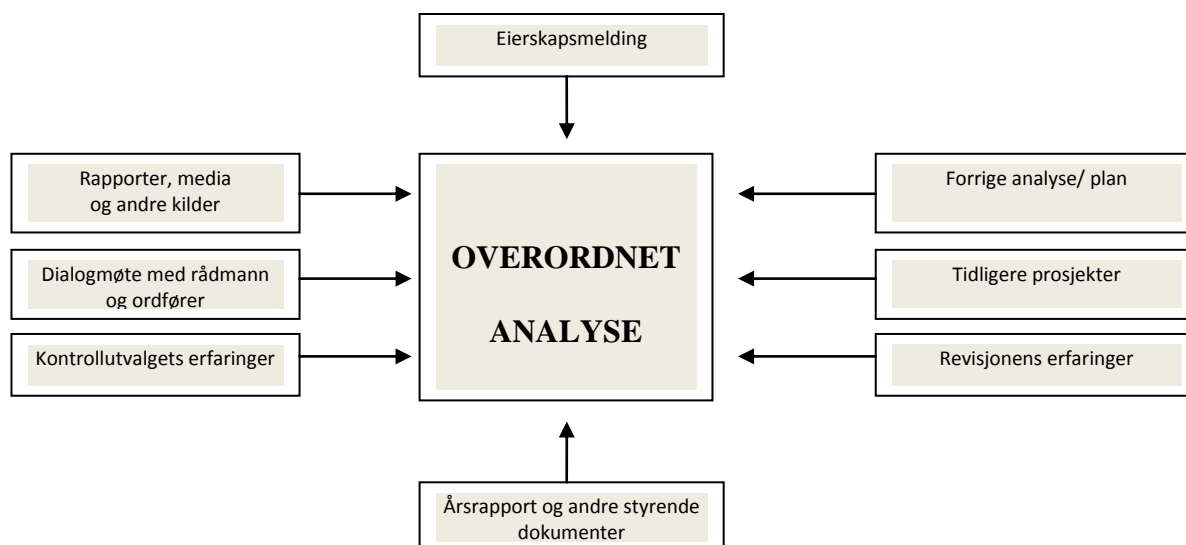 Eierskapsmelding
Rapporter, media
og andre kilder
Dialogmøte med rådmann
og ordfører
Kontrollutvalgets erfaringer
OVERORDNET
ANALYSE
Forrige analyse/ plan
Tidligere prosjekter
Revisjonens erfaringer
Årsrapport og andre styrende
dokumenter